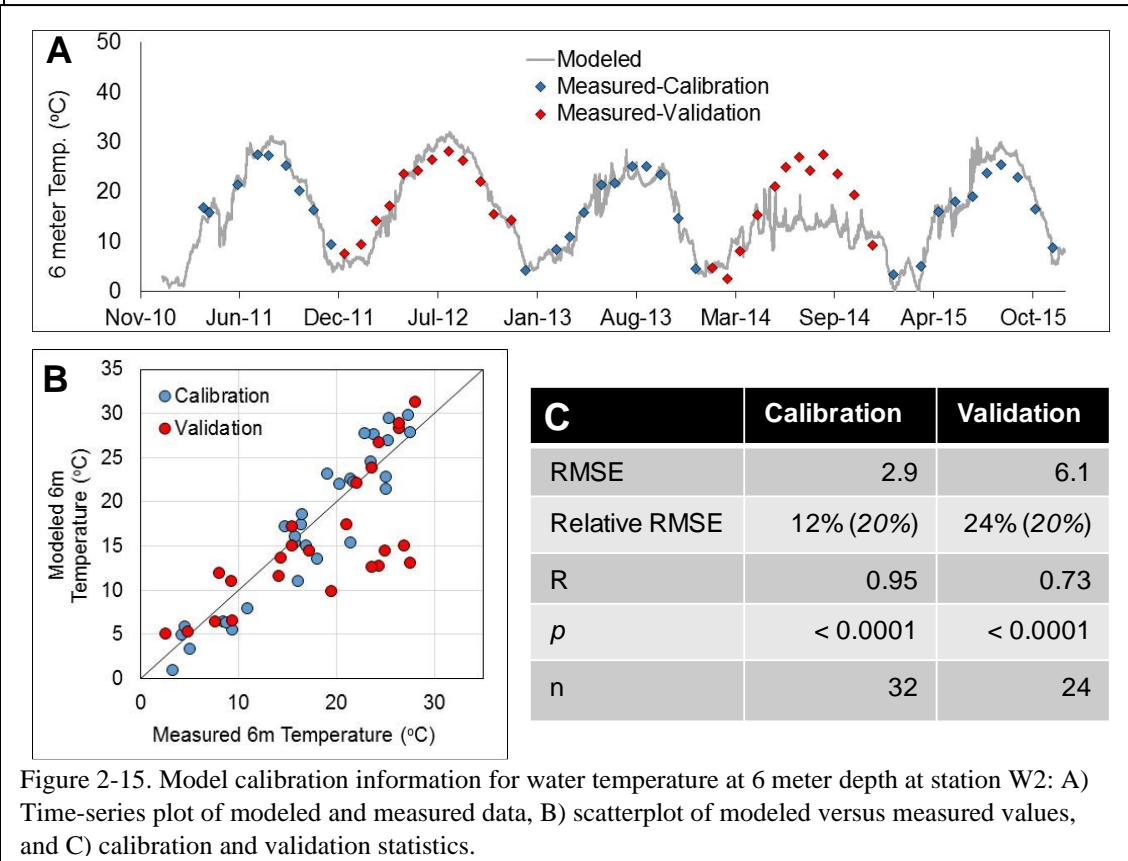 A
50
40
30
20
10
0
6 meter Temp. (ºC)
Modeled
Measured-Calibration
Measured-Validation
Nov-10 Jun-11 Dec-11 Jul-12 Jan-13 Aug-13 Mar-14 Sep-14 Apr-15 Oct-15
B
35
30
25
20
15
10
5
0
Modeled 6m
Temperature (ºC)
Calibration
Validation
0 10 20 30
Measured 6m Temperature (ºC)
C Calibration Validation
RMSE 2.9 6.1
Relative RMSE 12% (20%) 24% (20%)
R 0.95 0.73
p < 0.0001 < 0.0001
n 32 24
Figure 2-15. Model calibration information for water temperature at 6 meter depth at station W2: A)
Time-series plot of modeled and measured data, B) scatterplot of modeled versus measured values,
and C) calibration and validation statistics.